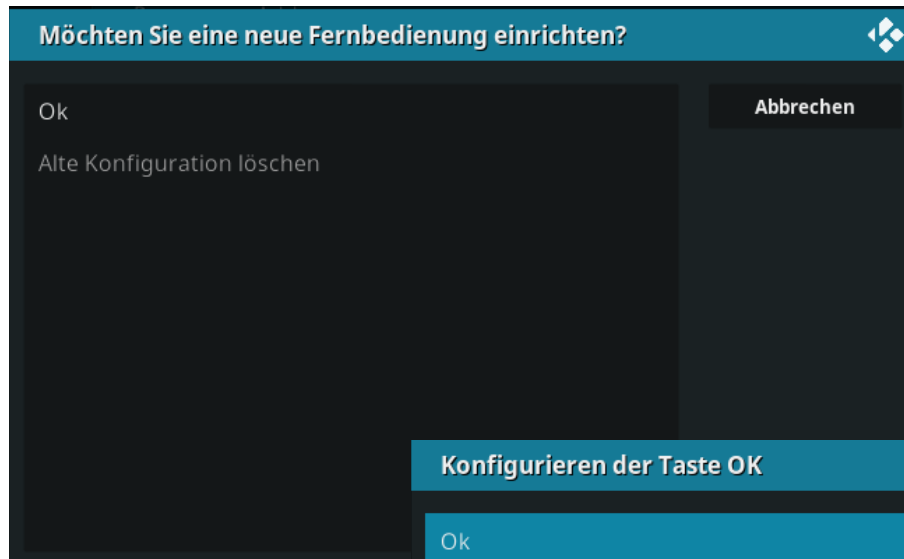 Möchten Sie eine neue Fernbedienung einrichten?
Ok
Abbrechen
Alte Konfiguration löschen
Konfigurieren der Taste OK
Ok